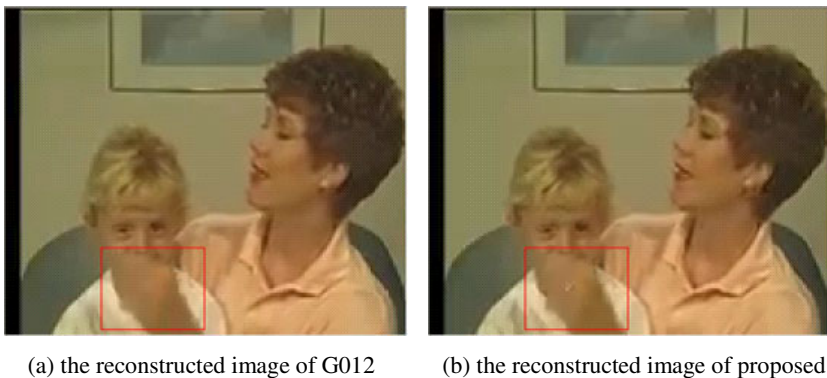 (a) the reconstructed image of G012
(b) the reconstructed image of proposed